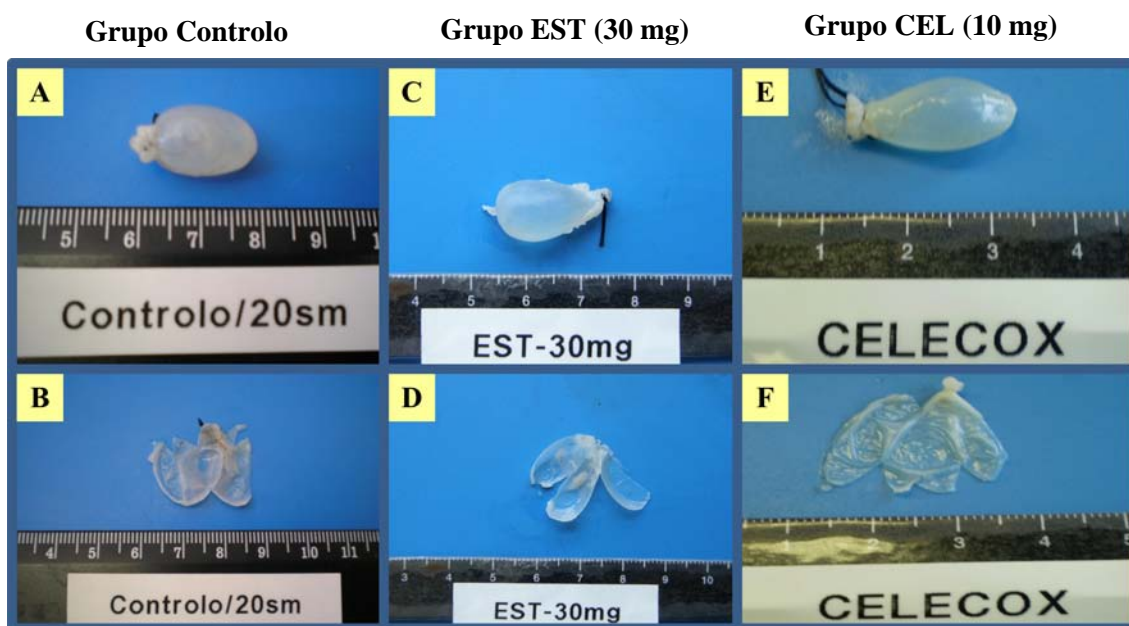 Grupo Controlo
Grupo EST (30 mg)
Grupo CEL (10 mg)
A
C
E
5 6 7 8 9 1
4 5 6 7 8 9
1 2 3 4
Controlo/20sm
EST-30mg
CELECOX
B
D
F
4 5 6 7 8 9 10 11
3 4 5 6 7 8 9 10
1 2 3 4 5
Controlo/20sm
EST-30mg
CELECOX